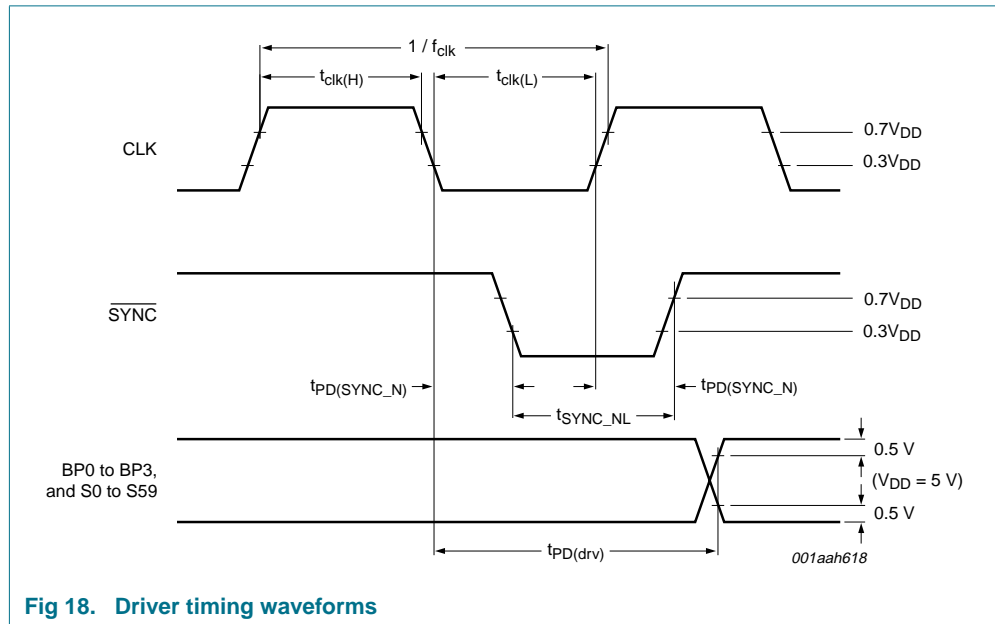 1 / fclk
tclk(H)
tclk(L)
CLK
0.7VDD
0.3VDD
SYNC
0.7VDD
0.3VDD
tPD(SYNC_N)
tPD(SYNC_N)
tSYNC_NL
BP0 to BP3,
and S0 to S59
0.5 V
(VDD = 5 V)
0.5 V
tPD(drv)
001aah618
Fig 18. Driver timing waveforms